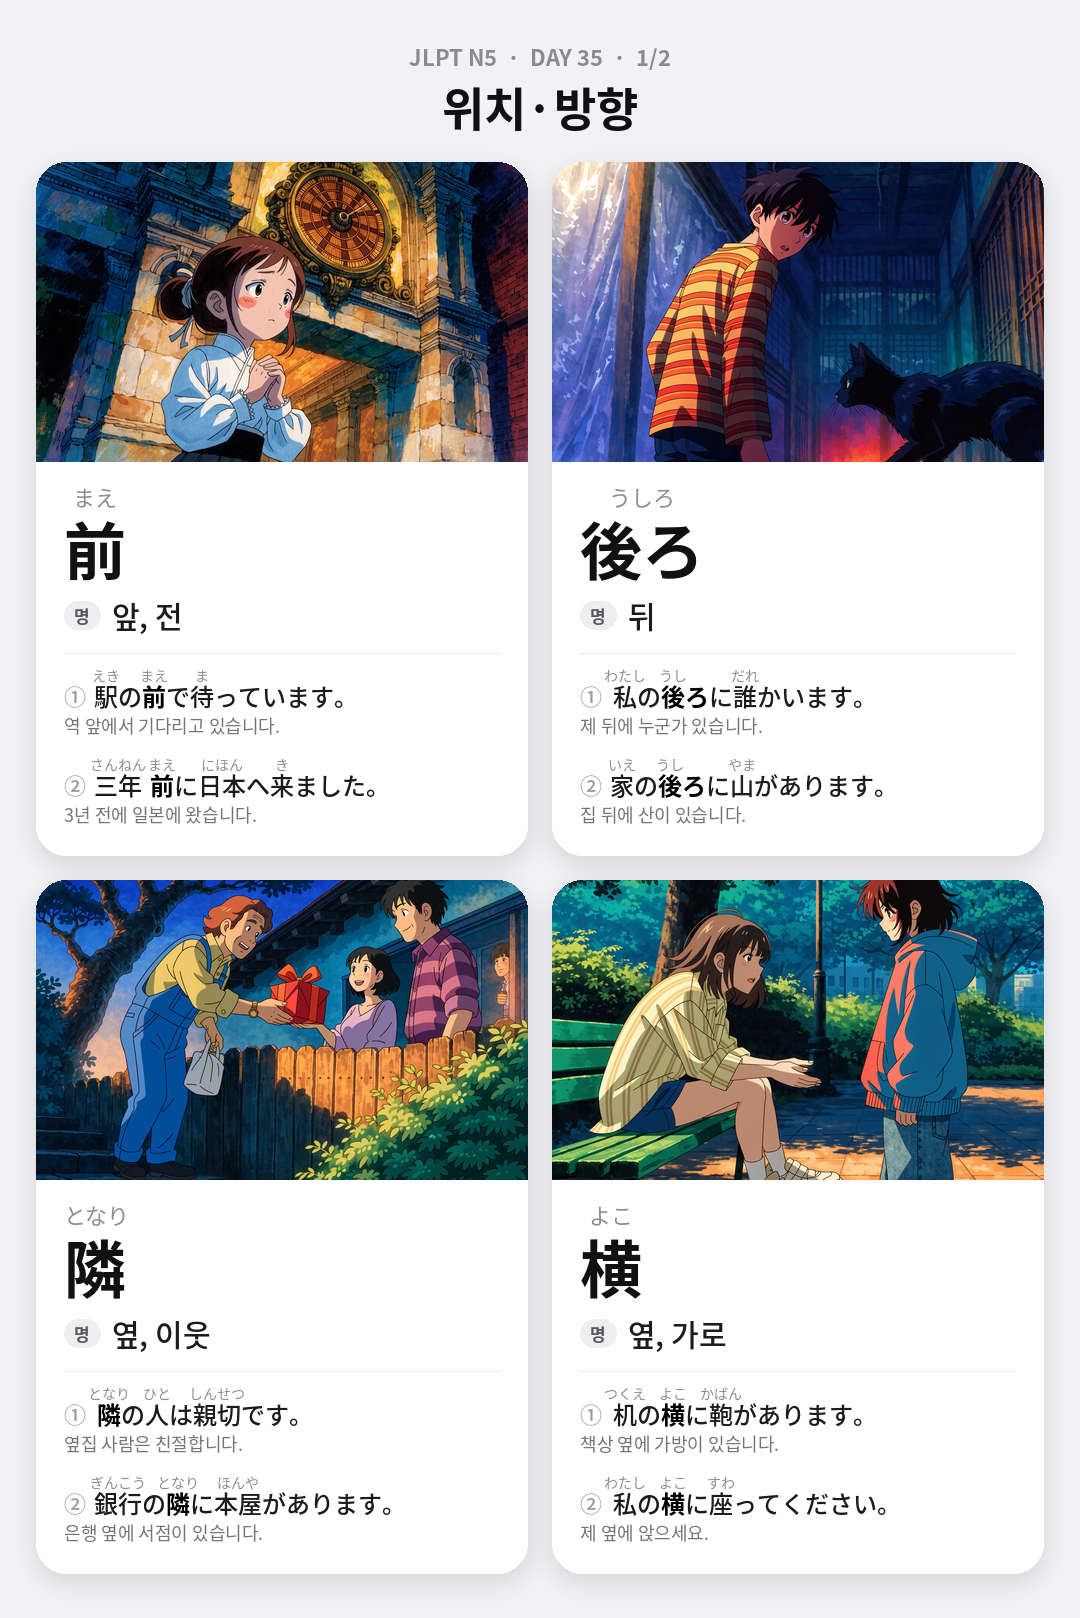 JLPT N5 · DAY 35 · 1/2
위치·방향
まえ
前
명 앞, 전
えき まえ ま
① 駅の前で待っています。
역 앞에서 기다리고 있습니다.
さんねん まえ にほん き
② 三年 前に日本へ来ました。
3년 전에 일본에 왔습니다.
うしろ
後ろ
명 뒤
わたし うし だれ
① 私の後ろに誰かいます。
제 뒤에 누군가 있습니다.
いえ うし やま
② 家の後ろに山があります。
집 뒤에 산이 있습니다.
となり
隣
명 옆, 이웃
となり ひと しんせつ
① 隣の人は親切です。
옆집 사람은 친절합니다.
ぎんこう となり ほんや
② 銀行の隣に本屋があります。
은행 옆에 서점이 있습니다.
よこ
横
명 옆, 가로
つくえ よこ かばん
① 机の横に鞄があります。
책상 옆에 가방이 있습니다.
わたし よこ すわ
② 私の横に座ってください。
제 옆에 앉으세요.